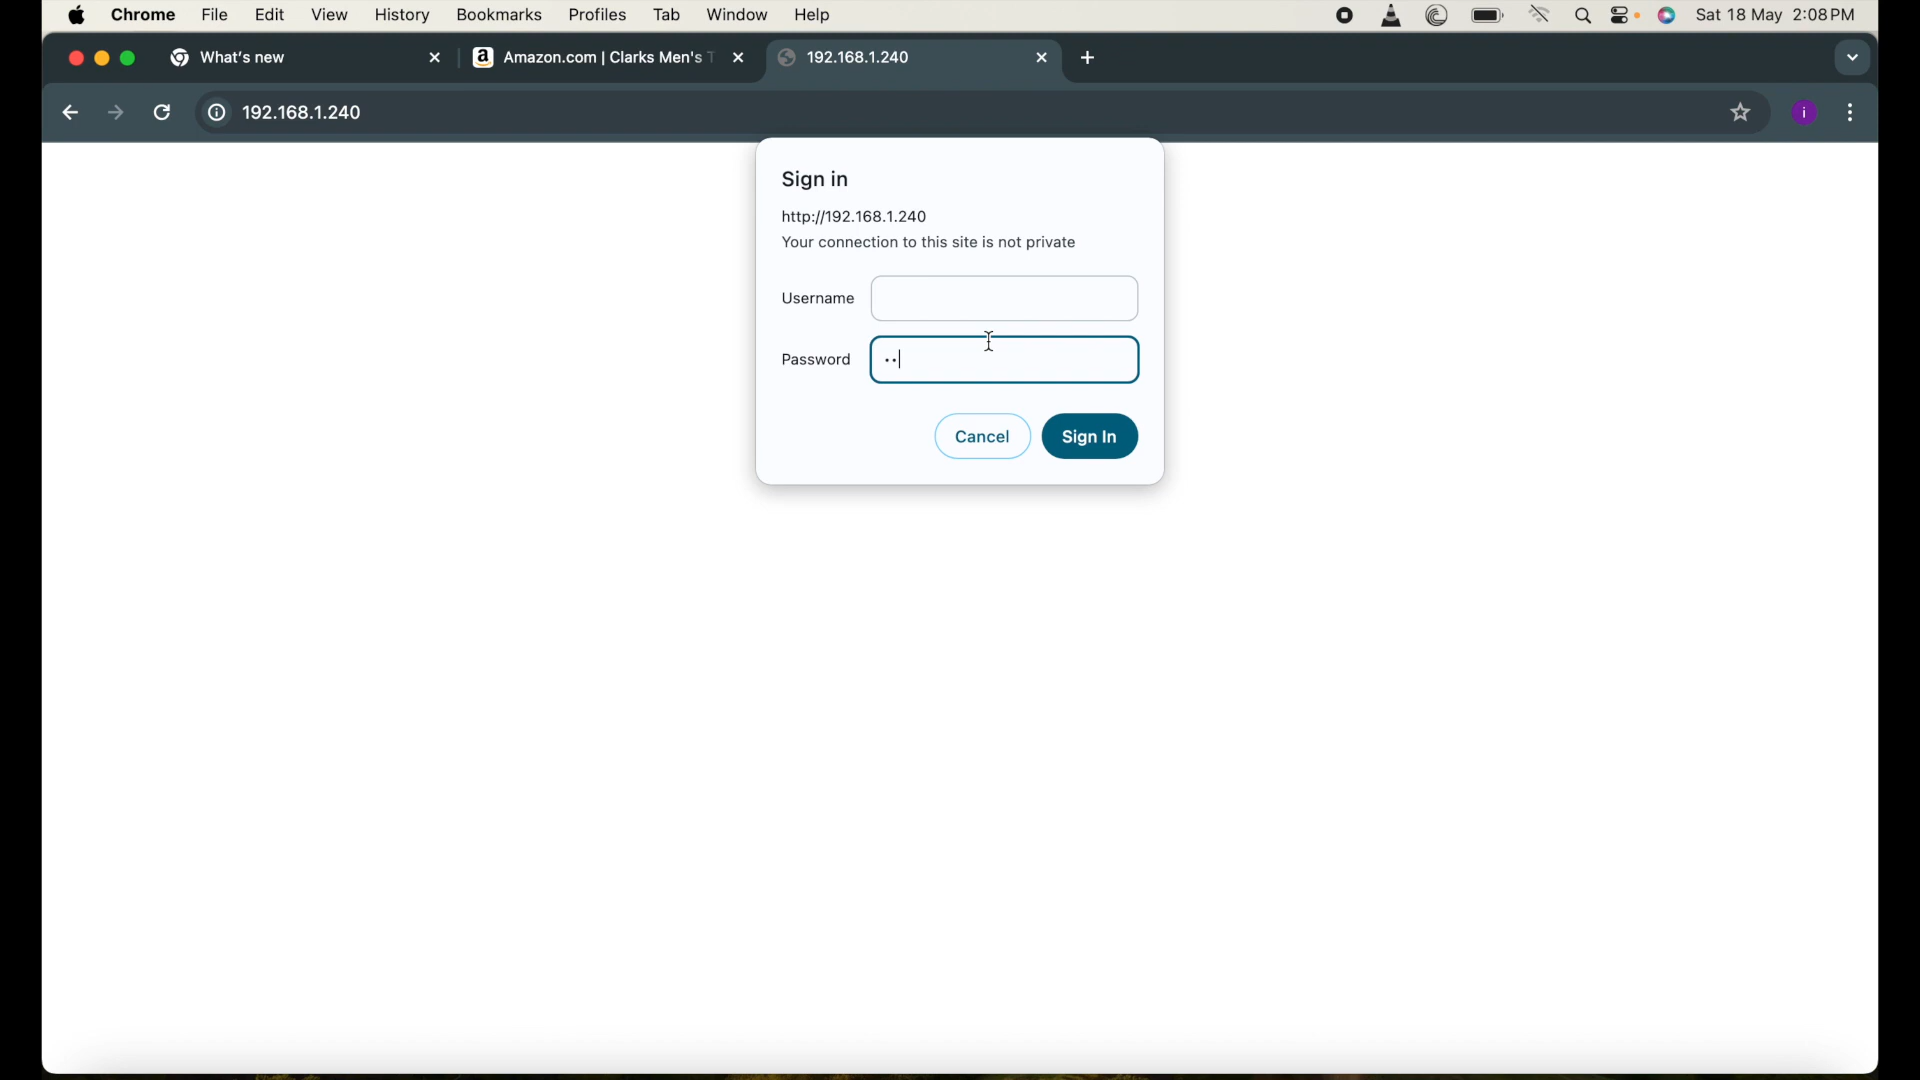 Chrome File Edit View History Bookmarks Profiles Tab Window Help Sat 18 May 2:08 PM
What's new Amazon.com | Clarks Men's 192.168.1.240
192.168.1.240 i
Sign in
http://192.168.1.240
Your connection to this site is not private
Username
Password ••
Cancel Sign In